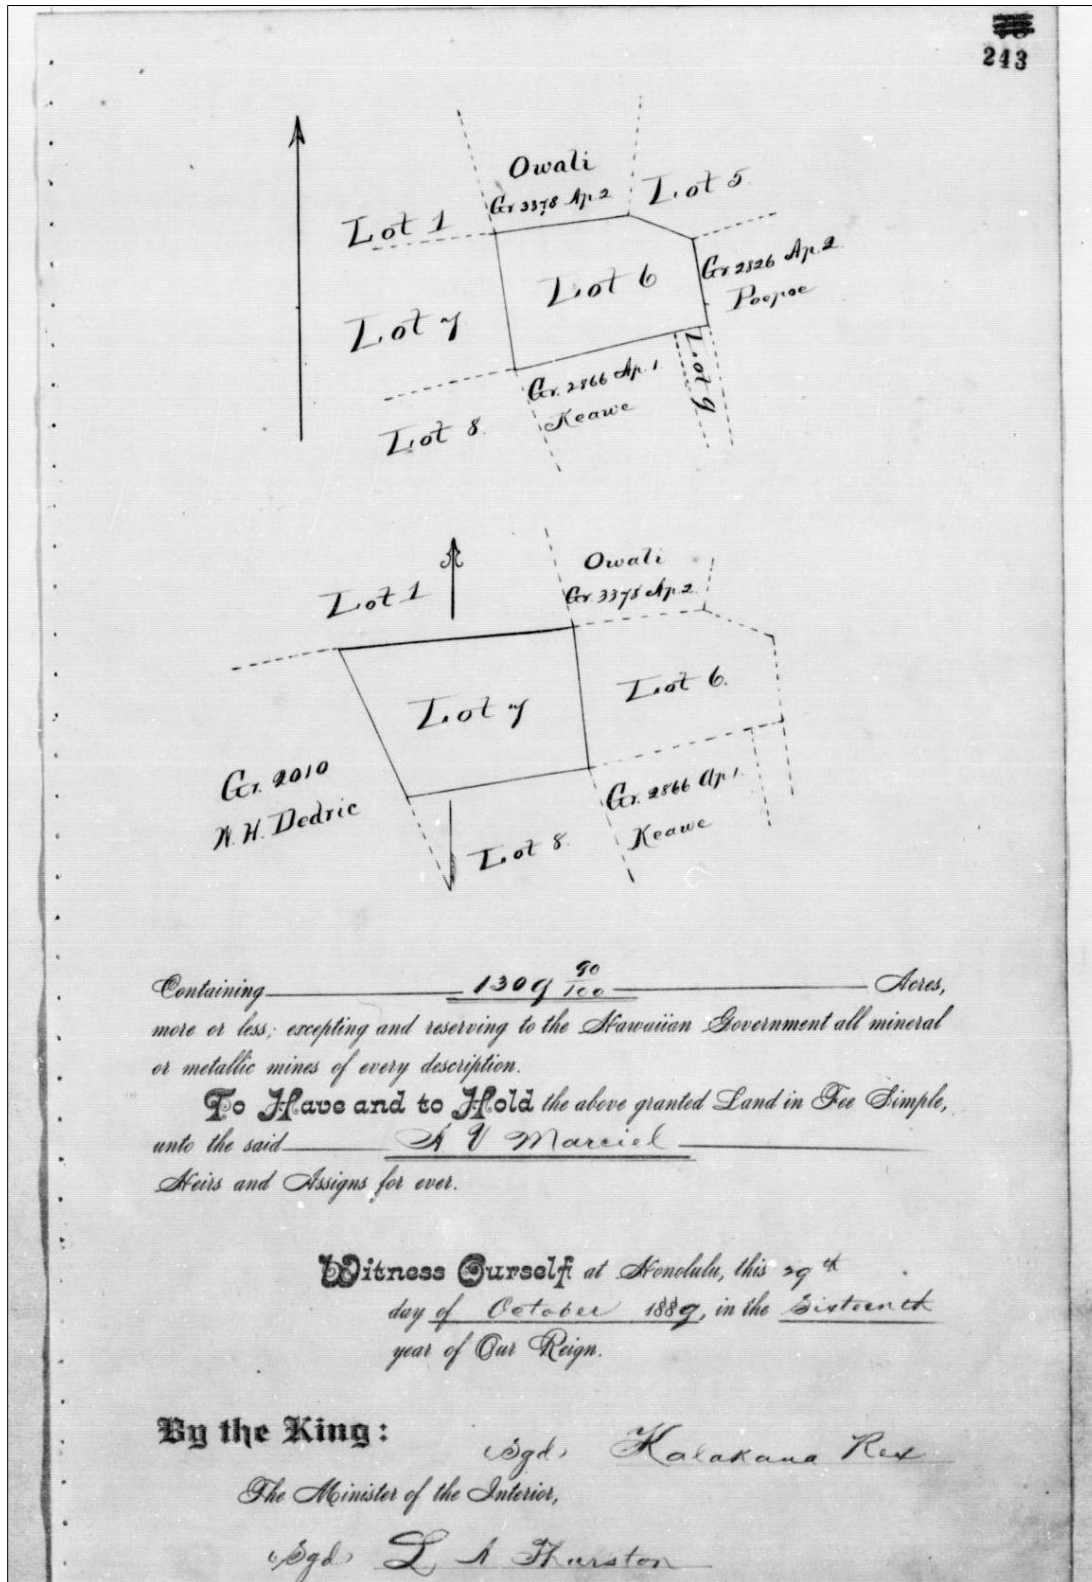 243
Owali
Gr 3378 Ap. 2
Lot 5
Lot 1
Gr 2826 Ap. 2
Poepoe
Lot 6
Lot 7
Lot 9
Gr. 2866 Ap. 1
Keawe
Lot 8.
N
Owali
Gr 3378 Ap. 2
Lot 1
Lot 6.
Lot 7
Gr. 2010
W. H. Dedric
Gr. 2866 Ap 1.
Keawe
Lot 8.
Containing 1309 90/100 Acres,
more or less; excepting and reserving to the Hawaiian Government all mineral
or metallic mines of every description.
To Have and to Hold the above granted Land in Fee Simple,
unto the said A V Marciel
Heirs and Assigns for ever.
Witness Ourself at Honolulu, this 29th
day of October 1889, in the Sixteenth
year of Our Reign.
By the King:
(Sgd) Kalakaua Rex
The Minister of the Interior,
(Sgd) L A Thurston